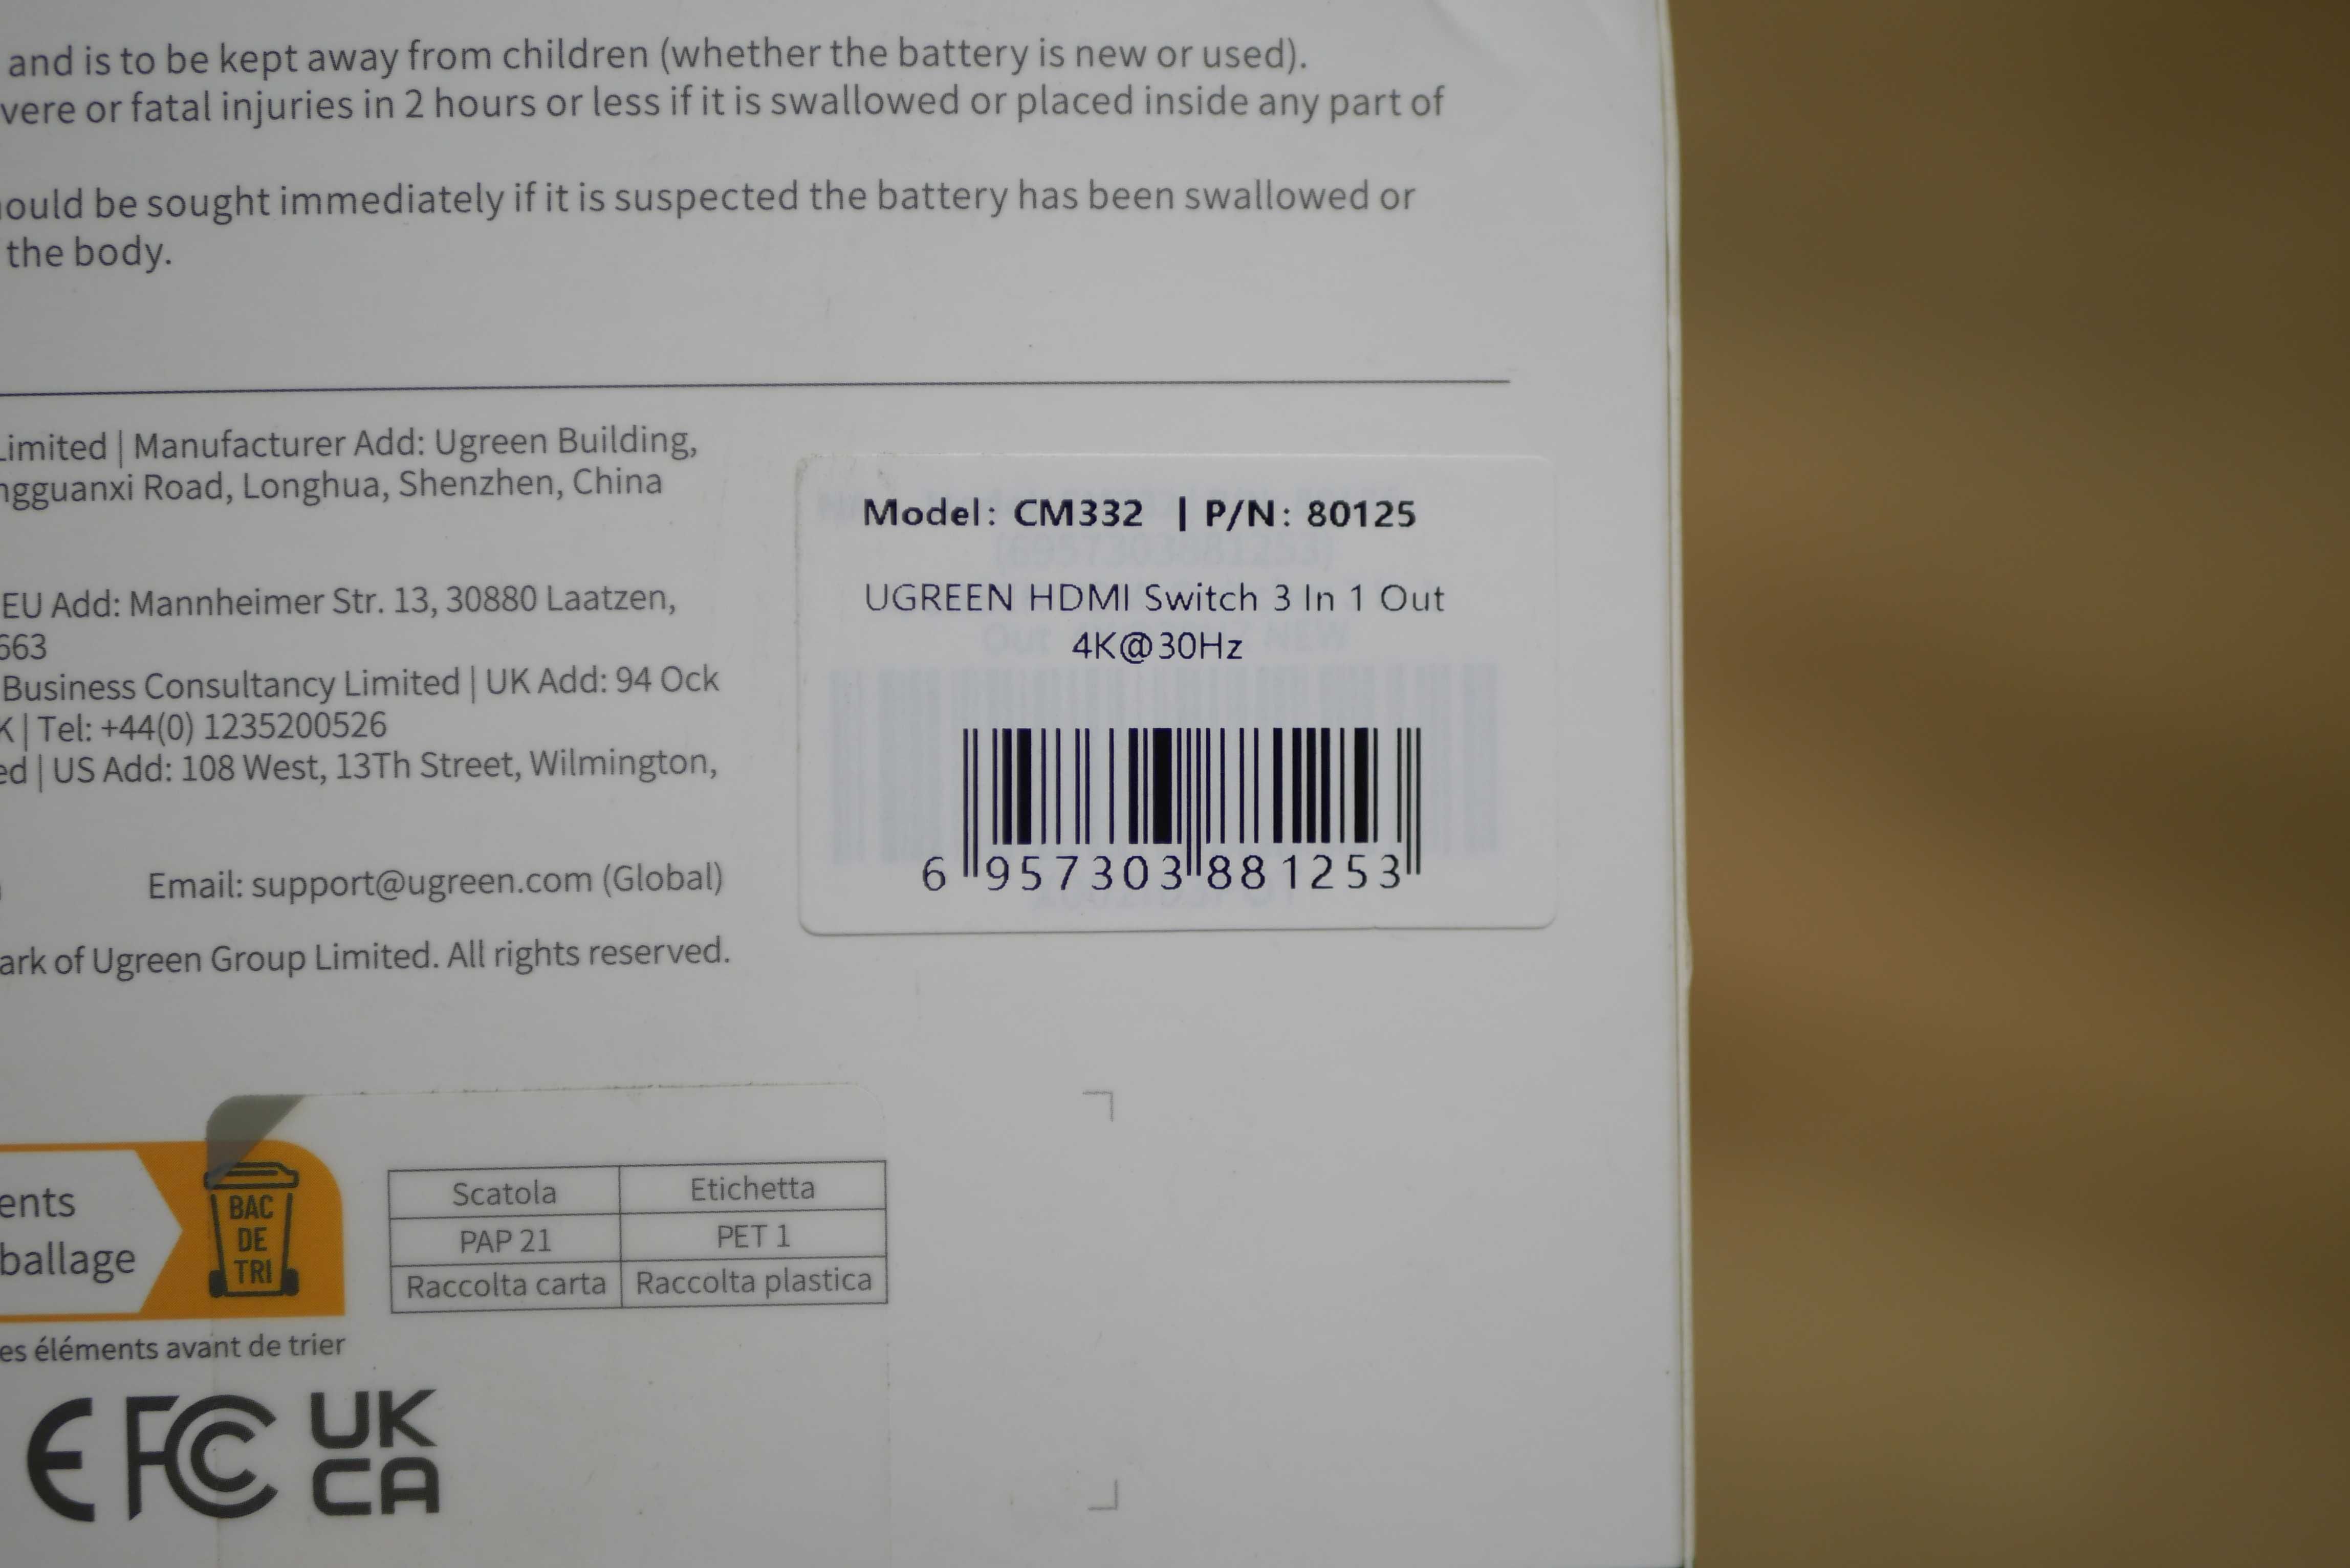 and is to be kept away from children (whether the battery is new or used).
vere or fatal injuries in 2 hours or less if it is swallowed or placed inside any part of
ould be sought immediately if it is suspected the battery has been swallowed or
the body.
Limited | Manufacturer Add: Ugreen Building,
ngguanxi Road, Longhua, Shenzhen, China
EU Add: Mannheimer Str. 13, 30880 Laatzen,
663
Business Consultancy Limited | UK Add: 94 Ock
K | Tel: +44(0) 1235200526
ed | US Add: 108 West, 13Th Street, Wilmington,
Email: support@ugreen.com (Global)
ark of Ugreen Group Limited. All rights reserved.
Model: CM332 | P/N: 80125
UGREEN HDMI Switch 3 In 1 Out
4K@30Hz
6 957303 881253
ents
ballage
BAC
DE
TRI
es éléments avant de trier
Scatola Etichetta
PAP 21 PET 1
Raccolta carta Raccolta plastica
CE FC UK
CA